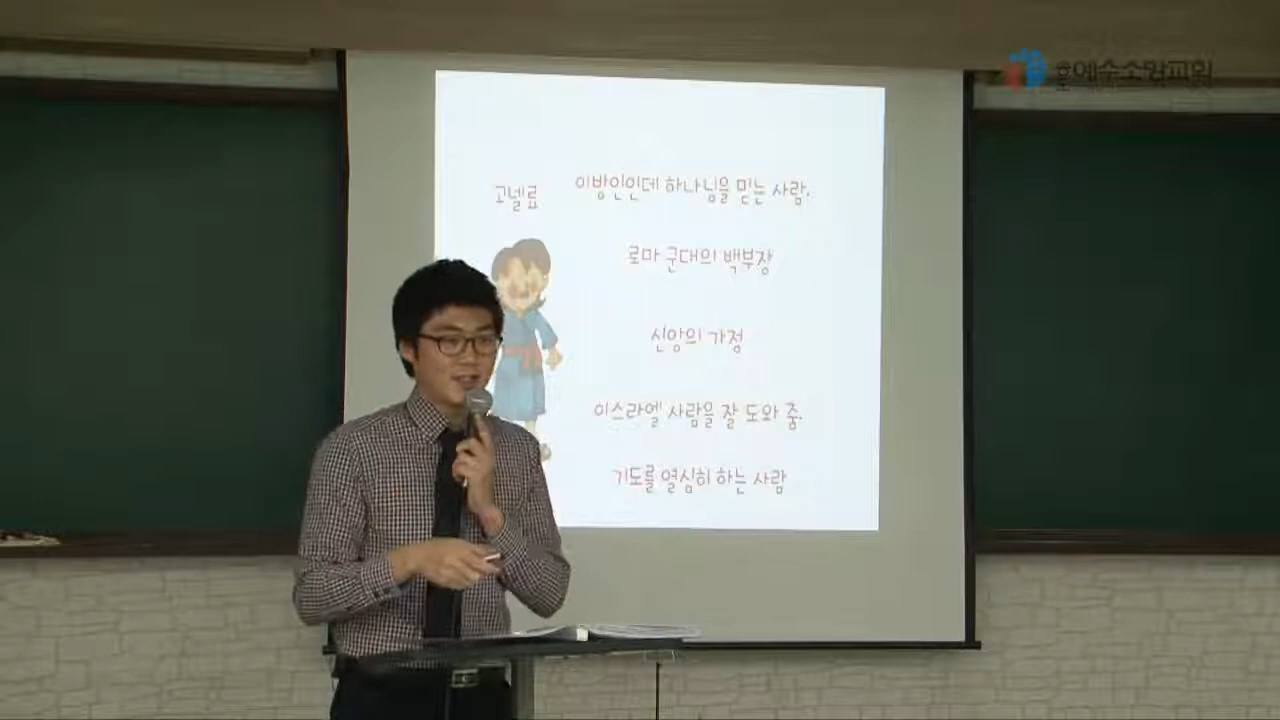 예수소망교회
고넬료
이방인인데 하나님을 믿는 사람.
로마 군대의 백부장
신앙의 가정
이스라엘 사람을 잘 도와 줌.
기도를 열심히 하는 사람